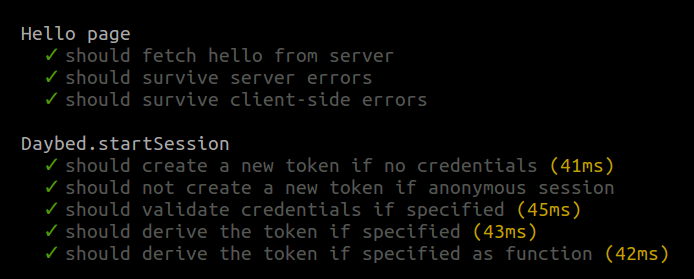 Hello page
✓ should fetch hello from server
✓ should survive server errors
✓ should survive client-side errors
Daybed.startSession
✓ should create a new token if no credentials (41ms)
✓ should not create a new token if anonymous session
✓ should validate credentials if specified (45ms)
✓ should derive the token if specified (43ms)
✓ should derive the token if specified as function (42ms)